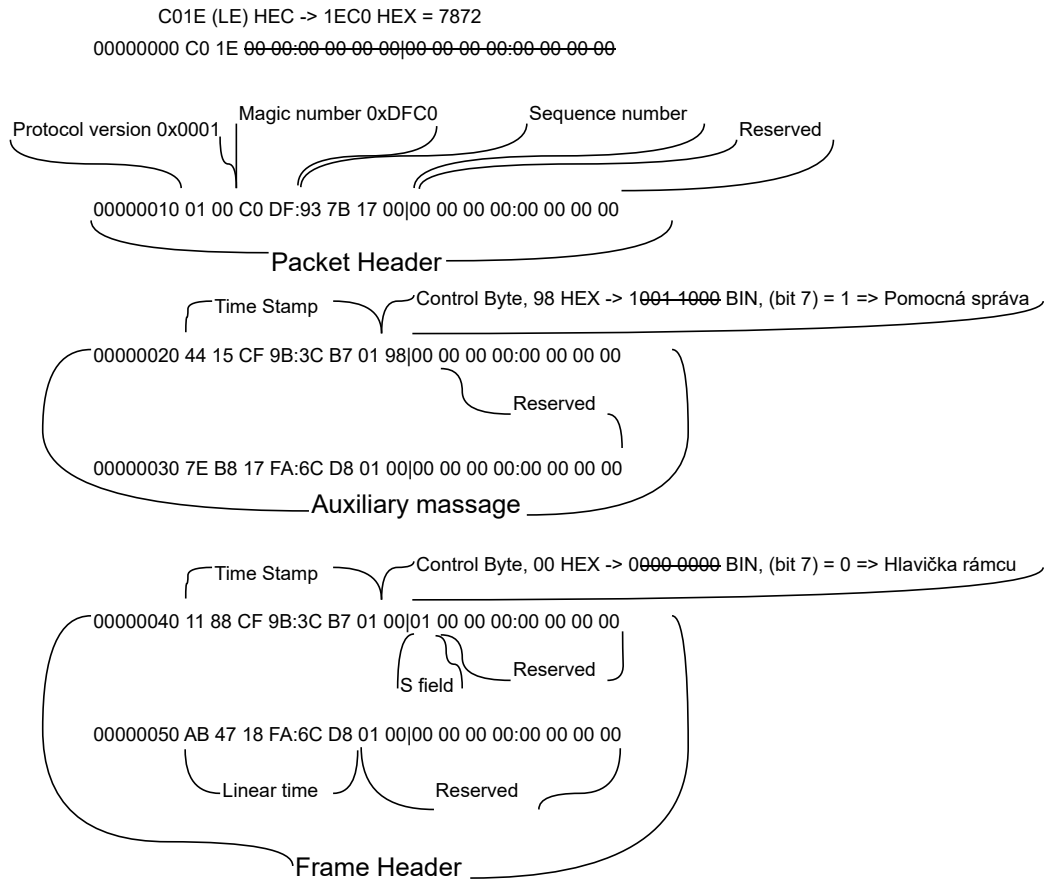 C01E (LE) HEC -> 1EC0 HEX = 7872
00000000 C0 1E 00 00:00 00 00 00|00 00 00 00:00 00 00 00
Protocol version 0x0001
Magic number 0xDFC0
Sequence number
Reserved
00000010 01 00 C0 DF:93 7B 17 00|00 00 00 00:00 00 00 00
Packet Header
Time Stamp
Control Byte, 98 HEX -> 1001 1000 BIN, (bit 7) = 1 => Pomocná správa
00000020 44 15 CF 9B:3C B7 01 98|00 00 00 00:00 00 00 00
Reserved
00000030 7E B8 17 FA:6C D8 01 00|00 00 00 00:00 00 00 00
Auxiliary massage
Time Stamp
Control Byte, 00 HEX -> 0000 0000 BIN, (bit 7) = 0 => Hlavička rámcu
00000040 11 88 CF 9B:3C B7 01 00|01 00 00 00:00 00 00 00
S field
Reserved
00000050 AB 47 18 FA:6C D8 01 00|00 00 00 00:00 00 00 00
Linear time
Reserved
Frame Header